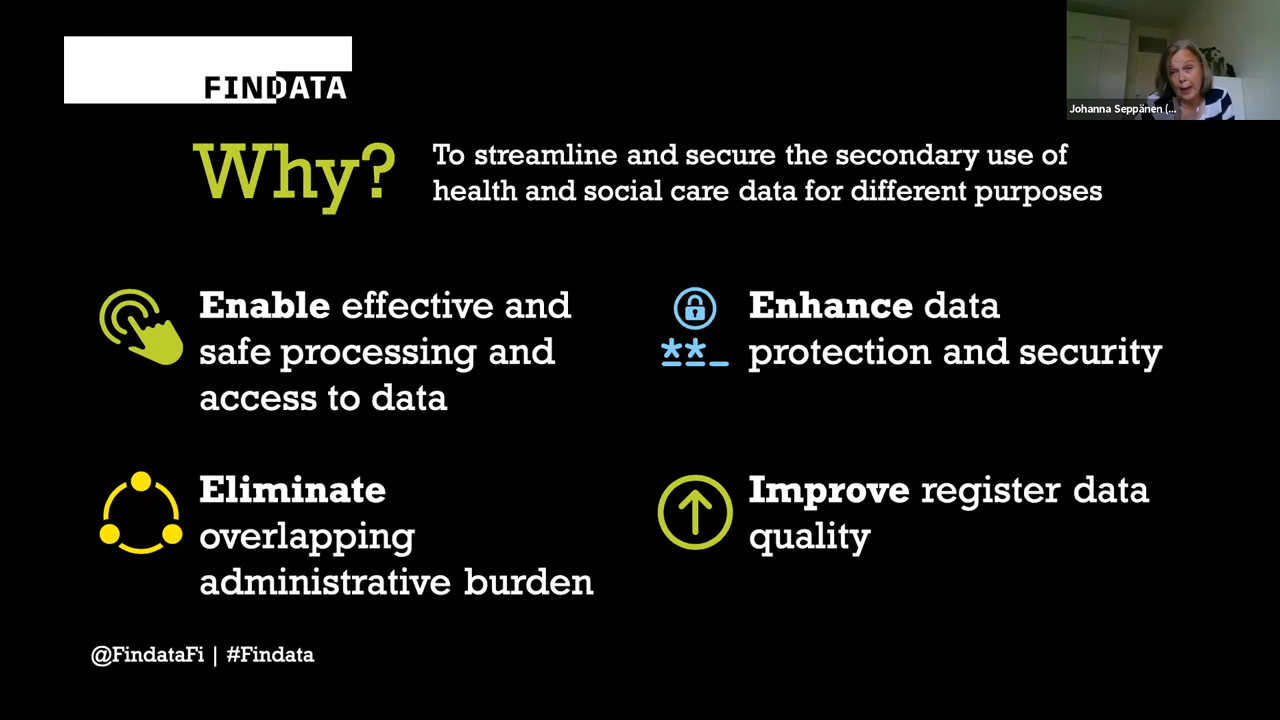 FINDATA
Johanna Seppänen (...
Why?
To streamline and secure the secondary use of
health and social care data for different purposes
Enable effective and
safe processing and
access to data
Enhance data
protection and security
Eliminate
overlapping
administrative burden
Improve register data
quality
@FindataFi | #Findata